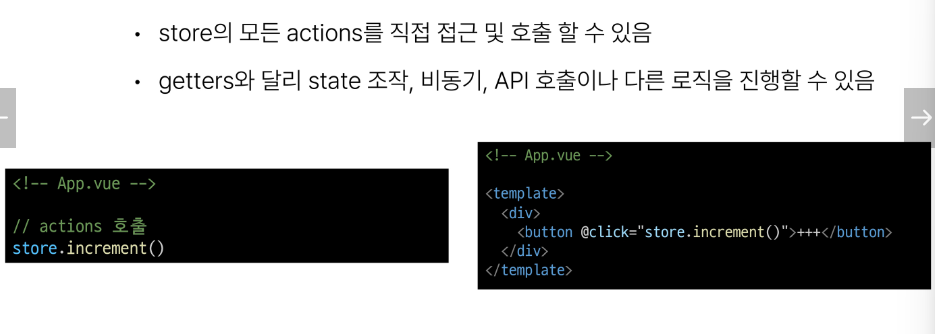 • store의 모든 actions를 직접 접근 및 호출 할 수 있음
• getters와 달리 state 조작, 비동기, API 호출이나 다른 로직을 진행할 수 있음
<!-- App.vue -->
// actions 호출
store.increment()
<!-- App.vue -->
<template>
  <div>
    <button @click="store.increment()">+++</button>
  </div>
</template>